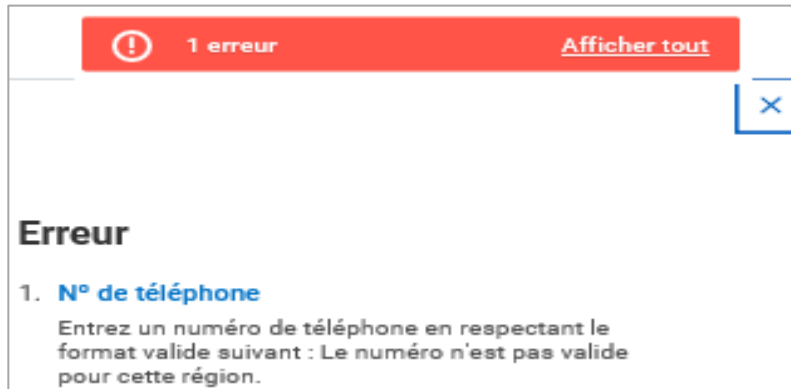 1 erreur Afficher tout
Erreur
1. Nº de téléphone
Entrez un numéro de téléphone en respectant le
format valide suivant : Le numéro n'est pas valide
pour cette région.